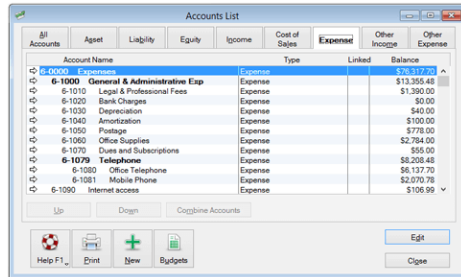 Accounts List
All Accounts
Asset
Liability
Equity
Income
Cost of Sales
Expense
Other Income
Other Expense
Account Name Type Linked Balance
6-0000 Expenses Expense $76,317.70
6-1000 General & Administrative Exp Expense $13,355.48
6-1010 Legal & Professional Fees Expense $1,390.00
6-1020 Bank Charges Expense $0.00
6-1030 Depreciation Expense $40.00
6-1040 Amortization Expense $100.00
6-1050 Postage Expense $778.00
6-1060 Office Supplies Expense $2,784.00
6-1070 Dues and Subscriptions Expense $55.00
6-1079 Telephone Expense $8,208.48
6-1080 Office Telephone Expense $6,137.70
6-1081 Mobile Phone Expense $2,070.78
6-1090 Internet access Expense $106.99
Up Down Combine Accounts
Help F1 Print New Budgets
Edit
Close